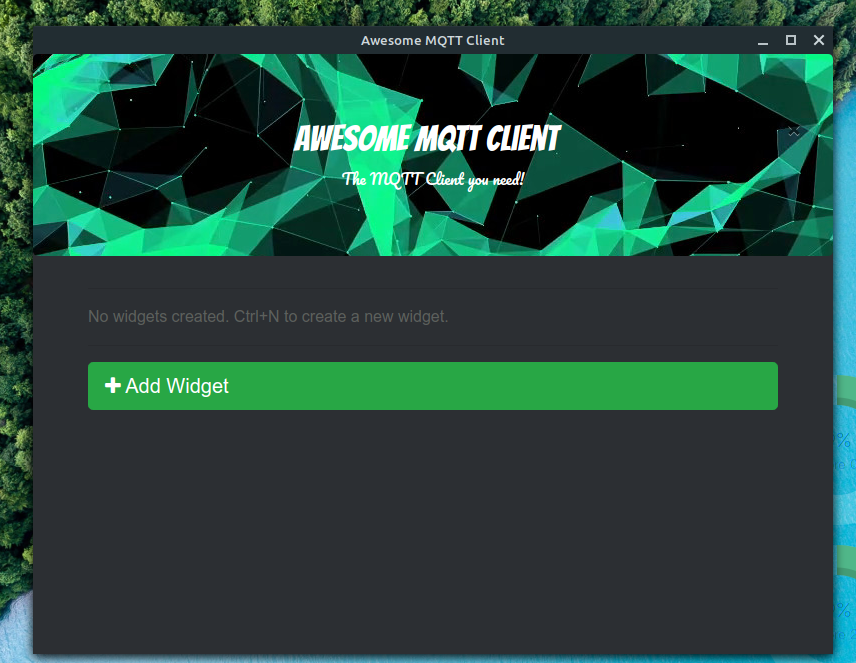 Awesome MQTT Client
AWESOME MQTT CLIENT
The MQTT Client you need!
No widgets created. Ctrl+N to create a new widget.
Add Widget